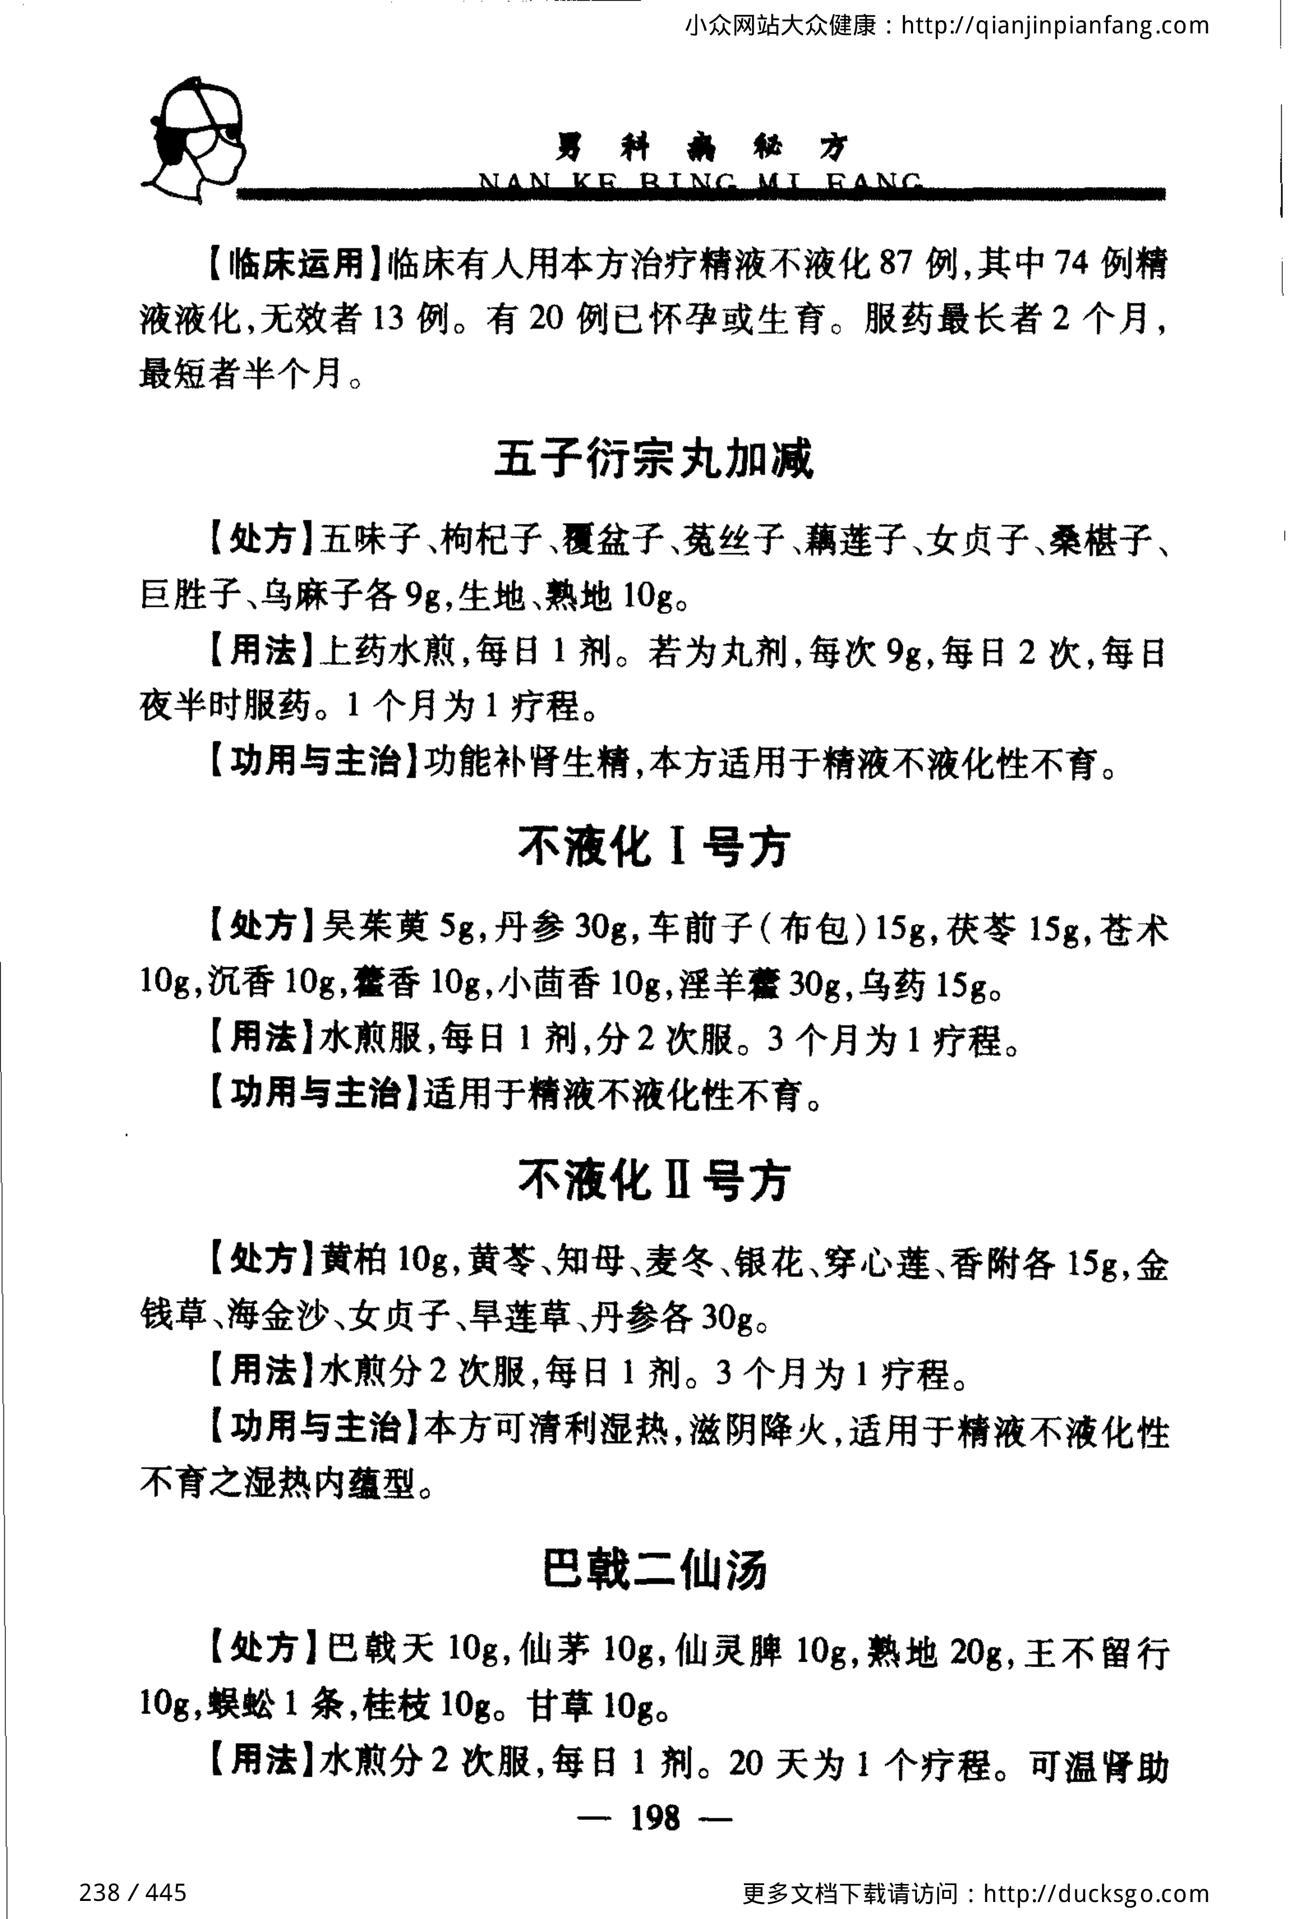 小众网站大众健康：http://qianjinpianfang.com
男科病秘方
NAN KE BING MI FANG
【临床运用】临床有人用本方治疗精液不液化 87 例,其中 74 例精
液液化,无效者 13 例。有 20 例已怀孕或生育。服药最长者 2 个月,
最短者半个月。
五子衍宗丸加减
【处方】五味子、枸杞子、覆盆子、菟丝子、藕莲子、女贞子、桑椹子、
巨胜子、乌麻子各 9g,生地、熟地 10g。
【用法】上药水煎,每日 1 剂。若为丸剂,每次 9g,每日 2 次,每日
夜半时服药。1 个月为 1 疗程。
【功用与主治】功能补肾生精,本方适用于精液不液化性不育。
不液化Ⅰ号方
【处方】吴茱萸 5g,丹参 30g,车前子(布包)15g,茯苓 15g,苍术
10g,沉香 10g,藿香 10g,小茴香 10g,淫羊藿 30g,乌药 15g。
【用法】水煎服,每日 1 剂,分 2 次服。3 个月为 1 疗程。
【功用与主治】适用于精液不液化性不育。
不液化Ⅱ号方
【处方】黄柏 10g,黄苓、知母、麦冬、银花、穿心莲、香附各 15g,金
钱草、海金沙、女贞子、旱莲草、丹参各 30g。
【用法】水煎分 2 次服,每日 1 剂。3 个月为 1 疗程。
【功用与主治】本方可清利湿热,滋阴降火,适用于精液不液化性
不育之湿热内蕴型。
巴戟二仙汤
【处方】巴戟天 10g,仙茅 10g,仙灵脾 10g,熟地 20g,王不留行
10g,蜈蚣 1 条,桂枝 10g。甘草 10g。
【用法】水煎分 2 次服,每日 1 剂。20 天为 1 个疗程。可温肾助
— 198 —
238 / 445
更多文档下载请访问：http://ducksgo.com